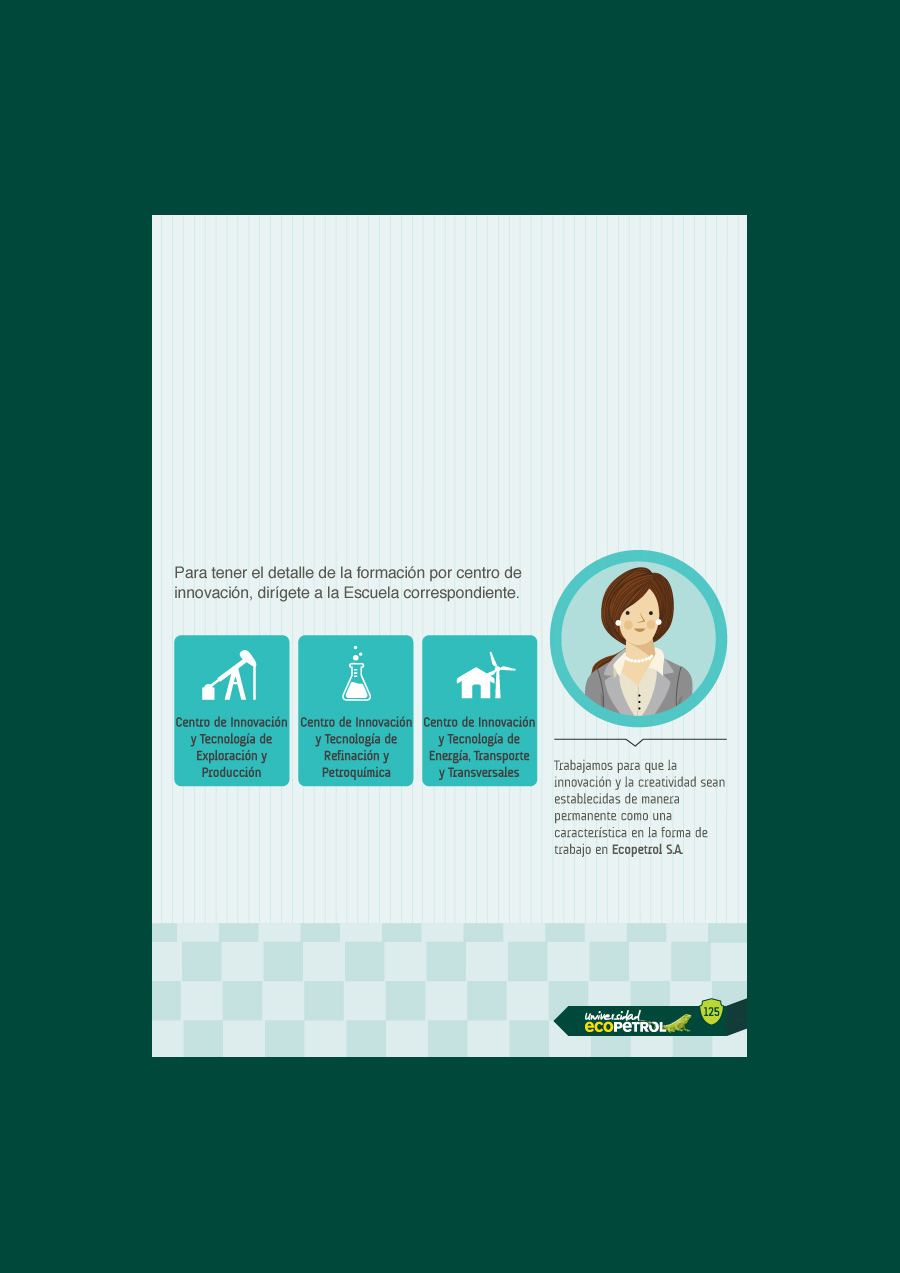 Para tener el detalle de la formación por centro de
innovación, dirígete a la Escuela correspondiente.
Centro de Innovación
y Tecnología de
Exploración y
Producción
Centro de Innovación
y Tecnología de
Refinación y
Petroquímica
Centro de Innovación
y Tecnología de
Energía, Transporte
y Transversales
Trabajamos para que la
innovación y la creatividad sean
establecidas de manera
permanente como una
característica en la forma de
trabajo en Ecopetrol S.A.
universidad
ecopetrol
125